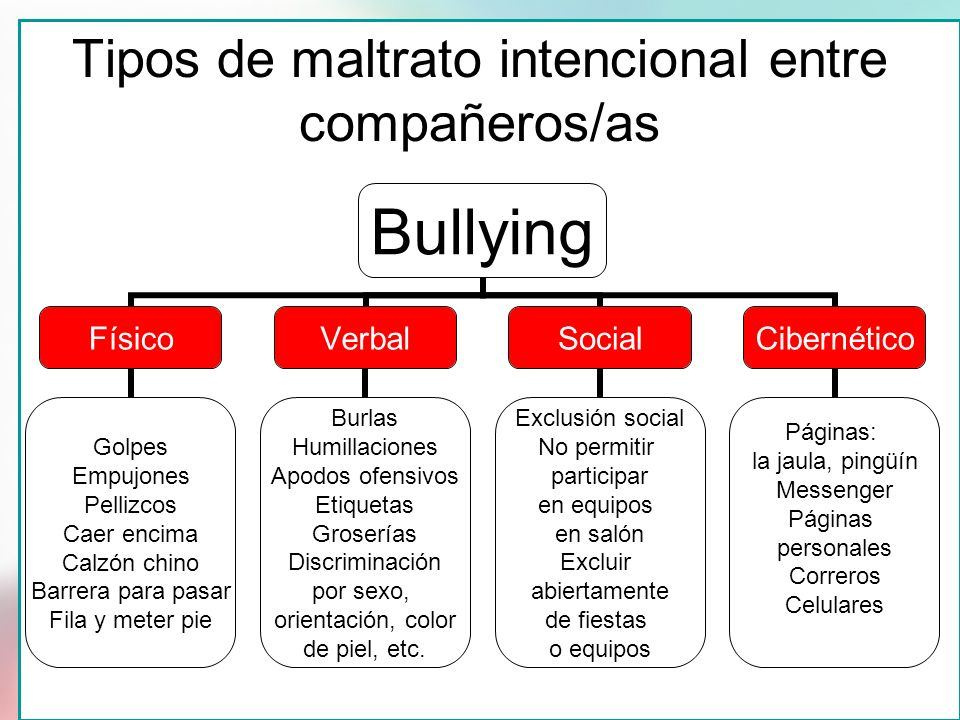 Tipos de maltrato intencional entre
compañeros/as
Bullying
Físico
Verbal
Social
Cibernético
Golpes
Empujones
Pellizcos
Caer encima
Calzón chino
Barrera para pasar
Fila y meter pie
Burlas
Humillaciones
Apodos ofensivos
Etiquetas
Groserías
Discriminación
por sexo,
orientación, color
de piel, etc.
Exclusión social
No permitir
participar
en equipos
en salón
Excluir
abiertamente
de fiestas
o equipos
Páginas:
la jaula, pingüín
Messenger
Páginas
personales
Correros
Celulares